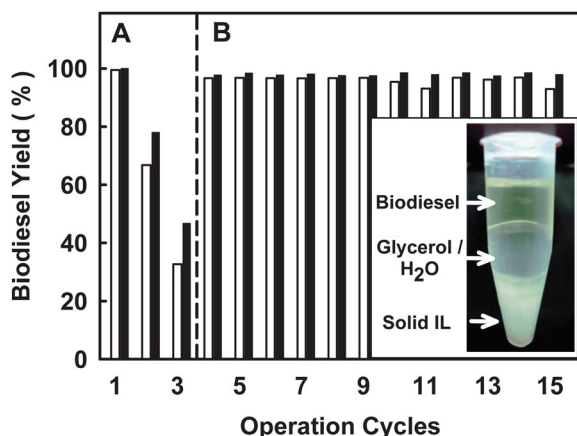 A
B
Biodiesel Yield ( % )
100
80
60
40
20
0
Biodiesel
Glycerol /
H2O
Solid IL
1 3 5 7 9 11 13 15
Operation Cycles